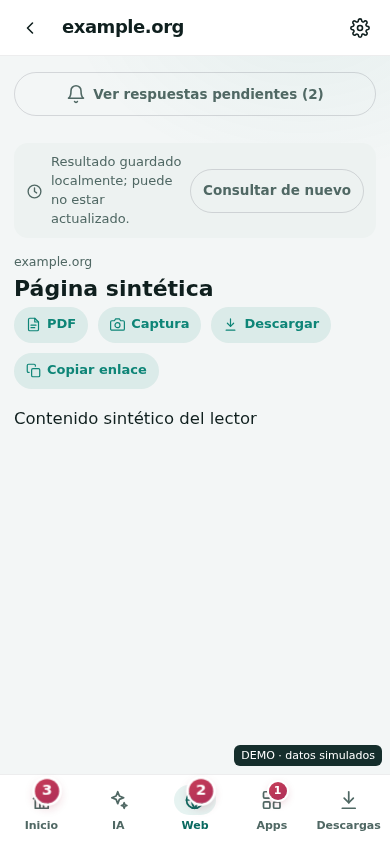 example.org
Ver respuestas pendientes (2)
Resultado guardado
localmente; puede
no estar
actualizado.
Consultar de nuevo
example.org
Página sintética
PDF
Captura
Descargar
Copiar enlace
Contenido sintético del lector
DEMO · datos simulados
3
2
1
Inicio
IA
Web
Apps
Descargas